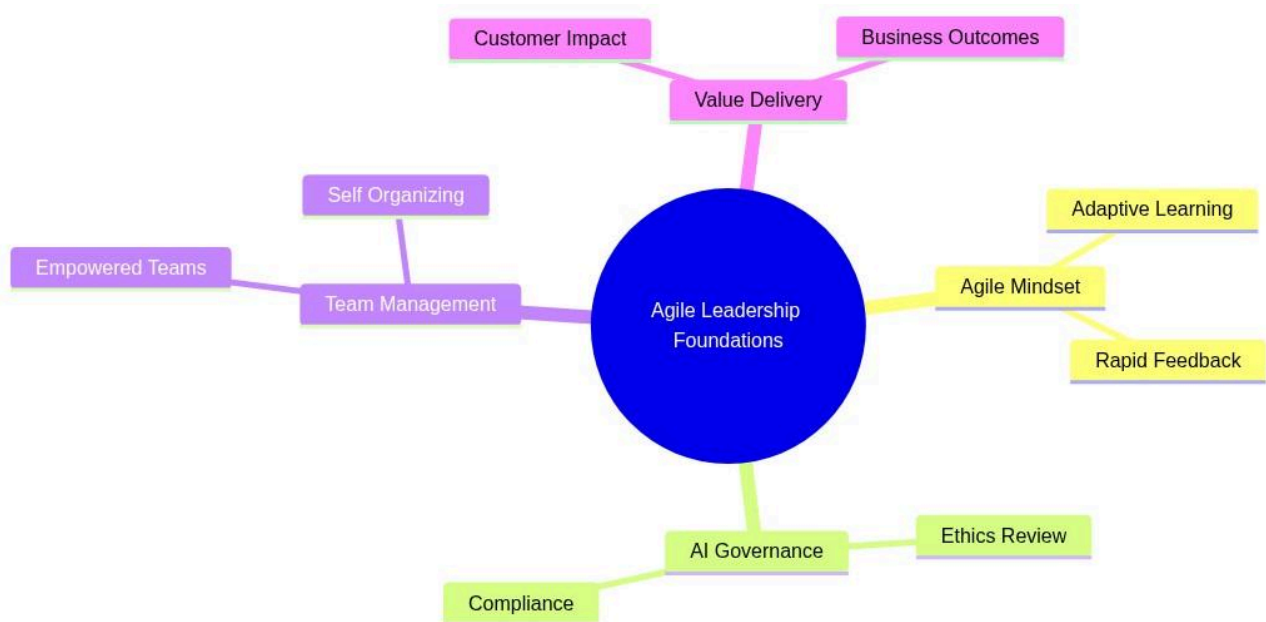 Customer Impact
Business Outcomes
Value Delivery
Self Organizing
Adaptive Learning
Empowered Teams
Agile Mindset
Team Management
Agile Leadership
Foundations
Rapid Feedback
Ethics Review
AI Governance
Compliance